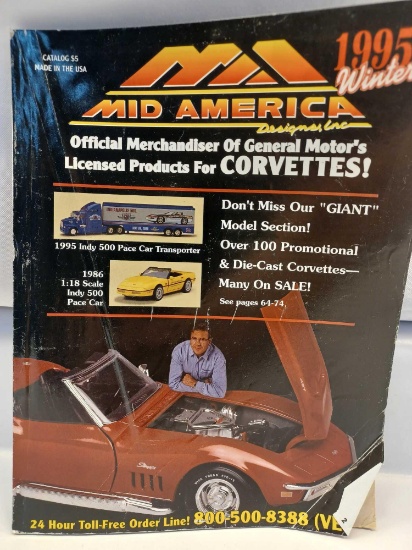 CATALOG $5
MADE IN THE USA
1995
Winter
MA
MID AMERICA
Designs, Inc
Official Merchandiser Of General Motor's
Licensed Products For CORVETTES!
Don't Miss Our "GIANT"
Model Section!
Over 100 Promotional
& Die-Cast Corvettes—
Many On SALE!
See pages 64-74
1995 Indy 500 Pace Car Transporter
1986
1:18 Scale
Indy 500
Pace Car
Stingray
24 Hour Toll-Free Order Line! 800-500-8388 (VE